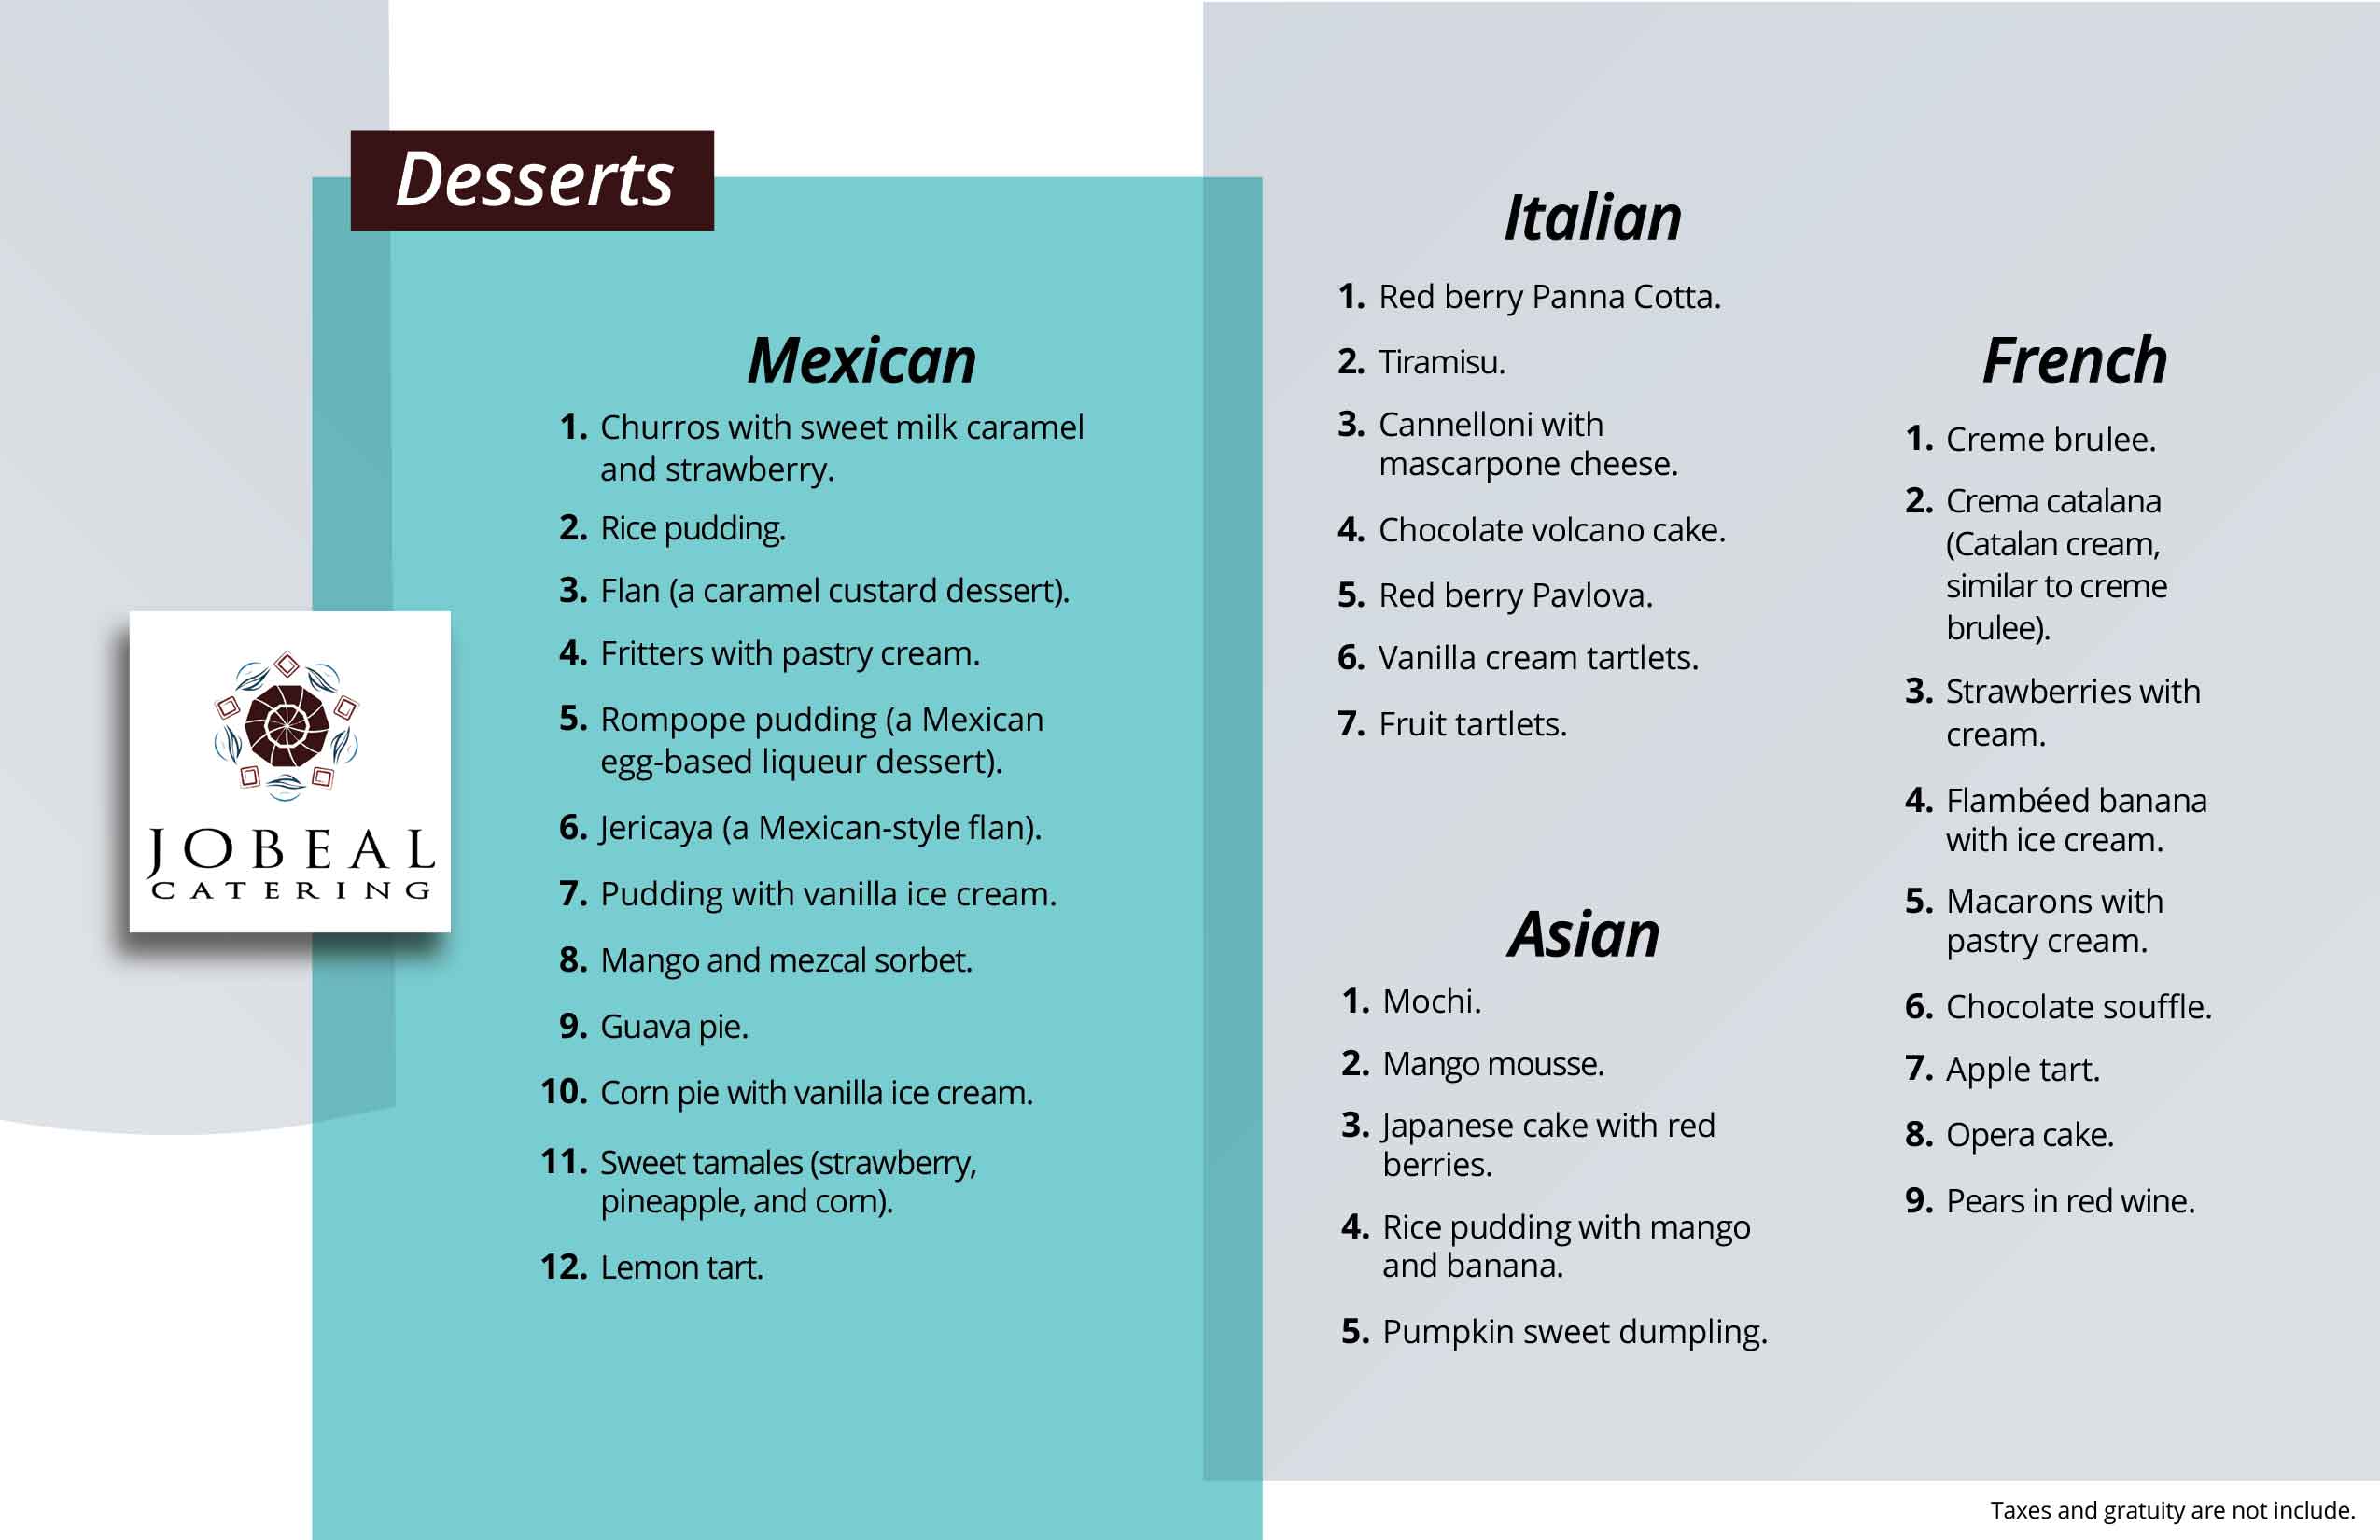 Desserts
Mexican
1. Churros with sweet milk caramel
and strawberry.
2. Rice pudding.
3. Flan (a caramel custard dessert).
4. Fritters with pastry cream.
5. Rompope pudding (a Mexican
egg-based liqueur dessert).
6. Jericaya (a Mexican-style flan).
7. Pudding with vanilla ice cream.
8. Mango and mezcal sorbet.
9. Guava pie.
10. Corn pie with vanilla ice cream.
11. Sweet tamales (strawberry,
pineapple, and corn).
12. Lemon tart.
JOBEAL
CATERING
Italian
1. Red berry Panna Cotta.
2. Tiramisu.
3. Cannelloni with
mascarpone cheese.
4. Chocolate volcano cake.
5. Red berry Pavlova.
6. Vanilla cream tartlets.
7. Fruit tartlets.
Asian
1. Mochi.
2. Mango mousse.
3. Japanese cake with red
berries.
4. Rice pudding with mango
and banana.
5. Pumpkin sweet dumpling.
French
1. Creme brulee.
2. Crema catalana
(Catalan cream,
similar to creme
brulee).
3. Strawberries with
cream.
4. Flambéed banana
with ice cream.
5. Macarons with
pastry cream.
6. Chocolate souffle.
7. Apple tart.
8. Opera cake.
9. Pears in red wine.
Taxes and gratuity are not include.